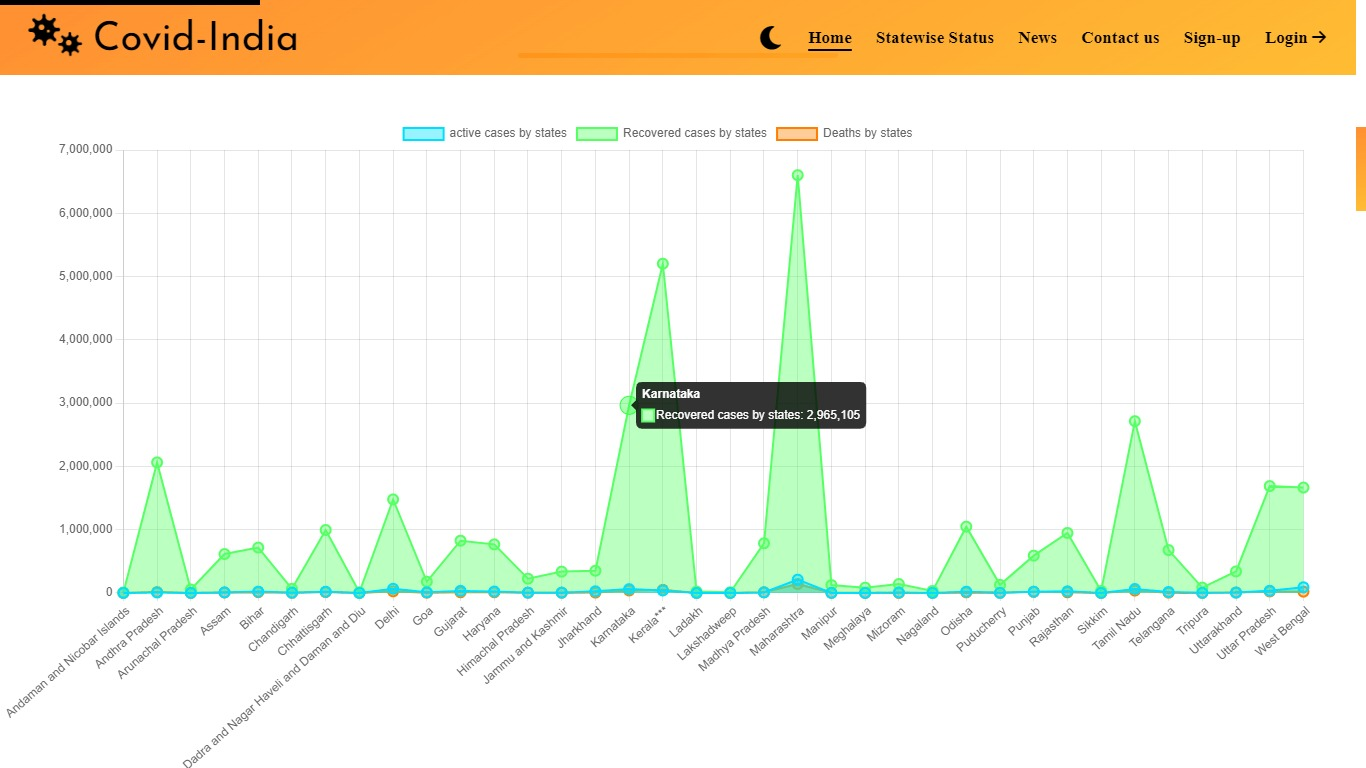 Covid-India
Home Statewise Status News Contact us Sign-up Login
active cases by states Recovered cases by states Deaths by states
7,000,000
6,000,000
5,000,000
4,000,000
3,000,000
2,000,000
1,000,000
0
Karnataka
Recovered cases by states: 2,965,105
Andaman and Nicobar Islands
Andhra Pradesh
Arunachal Pradesh
Assam
Bihar
Chandigarh
Chhattisgarh
Dadra and Nagar Haveli and Daman and Diu
Delhi
Goa
Gujarat
Haryana
Himachal Pradesh
Jammu and Kashmir
Jharkhand
Karnataka
Kerala***
Ladakh
Lakshadweep
Madhya Pradesh
Maharashtra
Manipur
Meghalaya
Mizoram
Nagaland
Odisha
Puducherry
Punjab
Rajasthan
Sikkim
Tamil Nadu
Telangana
Tripura
Uttarakhand
Uttar Pradesh
West Bengal